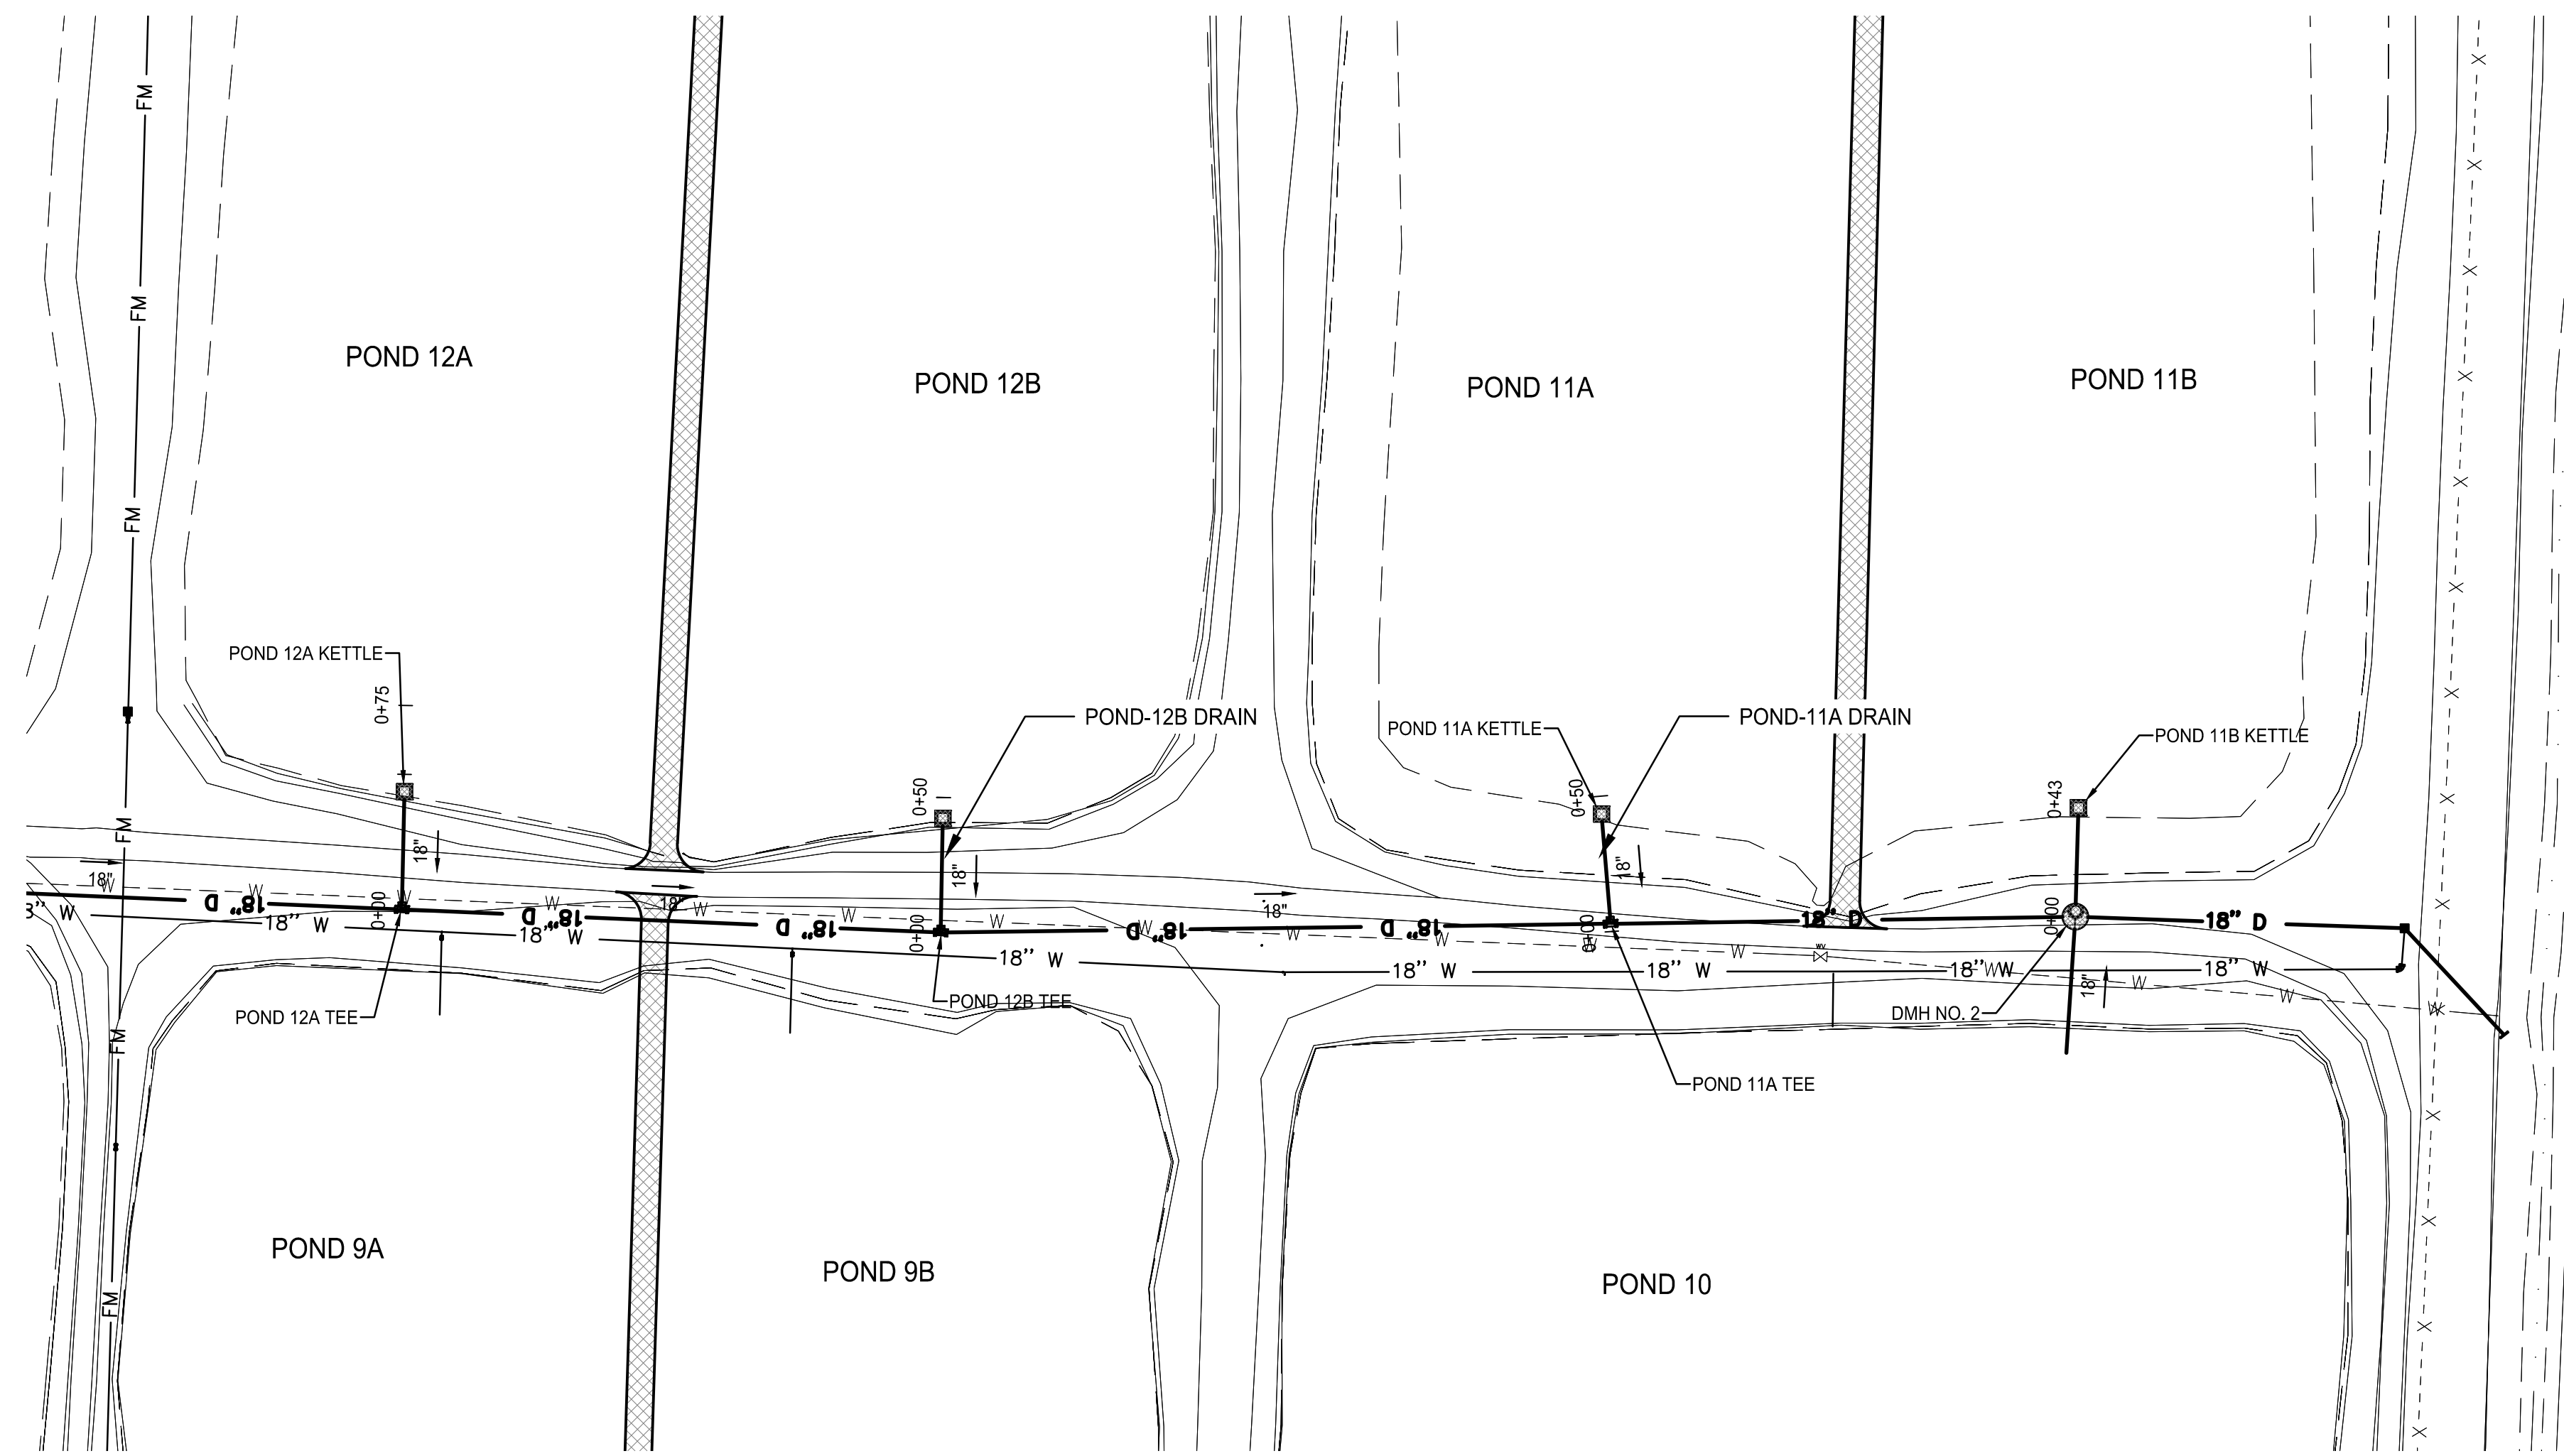 FM
FM
FM
POND 12A
POND 12B
POND 11A
POND 11B
POND 12A KETTLE
0+75
POND-12B DRAIN
POND 11A KETTLE
POND-11A DRAIN
POND 11B KETTLE
0+50
0+50
0+43
FM
18"
18"
18"
18"
W W W W W W W W W W W W W W W W
18" D
18" D
18" D
18" D
18" D
18" D
18" D
0+00
0+00
0+00
0+00
18"
18"
WV
18" W
18" W
18" W
18" W
18" W
18" W
18" W
18"
POND 12A TEE
POND 12B TEE
DMH NO. 2
FM
POND 11A TEE
X X X X X X X X X X X X X X
POND 9A
POND 9B
POND 10
FM